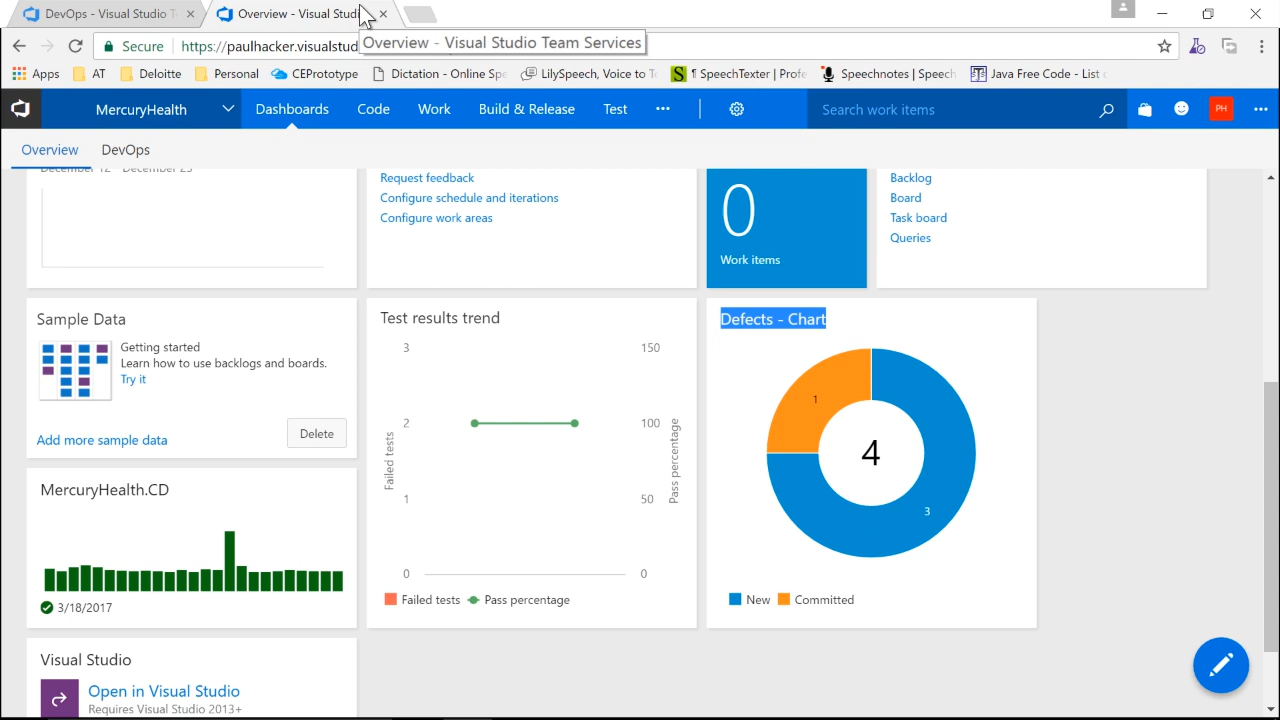 DevOps - Visual Studio T
Overview - Visual Studi
Secure
https://paulhacker.visualstud
Overview - Visual Studio Team Services
Apps
AT
Deloitte
Personal
CEPrototype
Dictation - Online Spe
LilySpeech, Voice to T
¶ SpeechTexter | Profe
Speechnotes | Speech
Java Free Code - List
MercuryHealth
Dashboards
Code
Work
Build & Release
Test
Search work items
PH
Overview
DevOps
December 12 - December 23
Request feedback
Configure schedule and iterations
Configure work areas
0
Work items
Backlog
Board
Task board
Queries
Sample Data
Getting started
Learn how to use backlogs and boards.
Try it
Add more sample data
Delete
Test results trend
3
150
2
100
1
50
0
0
Failed tests
Pass percentage
Failed tests
Pass percentage
Defects - Chart
1
4
3
New
Committed
MercuryHealth.CD
3/18/2017
Visual Studio
Open in Visual Studio
Requires Visual Studio 2013+